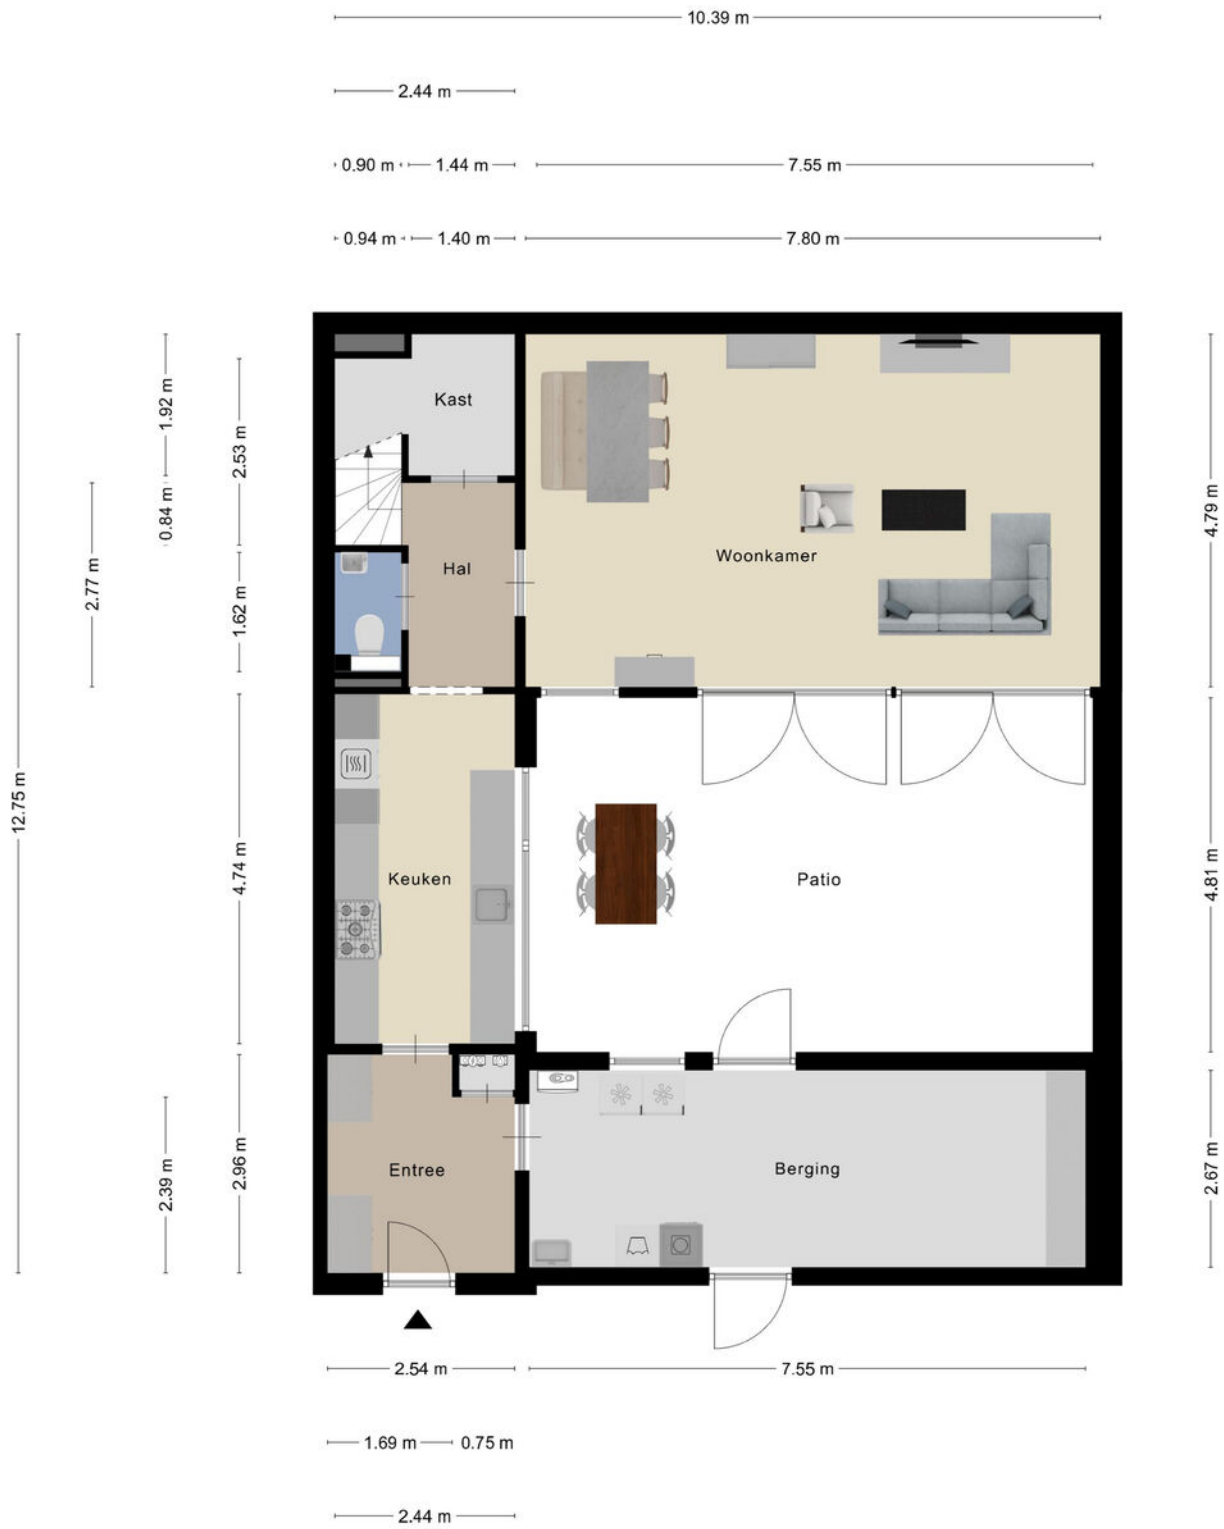 10.39 m
2.44 m
0.90 m 1.44 m 7.55 m
0.94 m 1.40 m 7.80 m
1.92 m
Kast
2.53 m
4.79 m
0.84 m
Woonkamer
Hal
2.77 m
1.62 m
12.75 m
4.74 m
Keuken
Patio
4.81 m
Entree
Berging
2.39 m
2.96 m
2.67 m
2.54 m 7.55 m
1.69 m 0.75 m
2.44 m